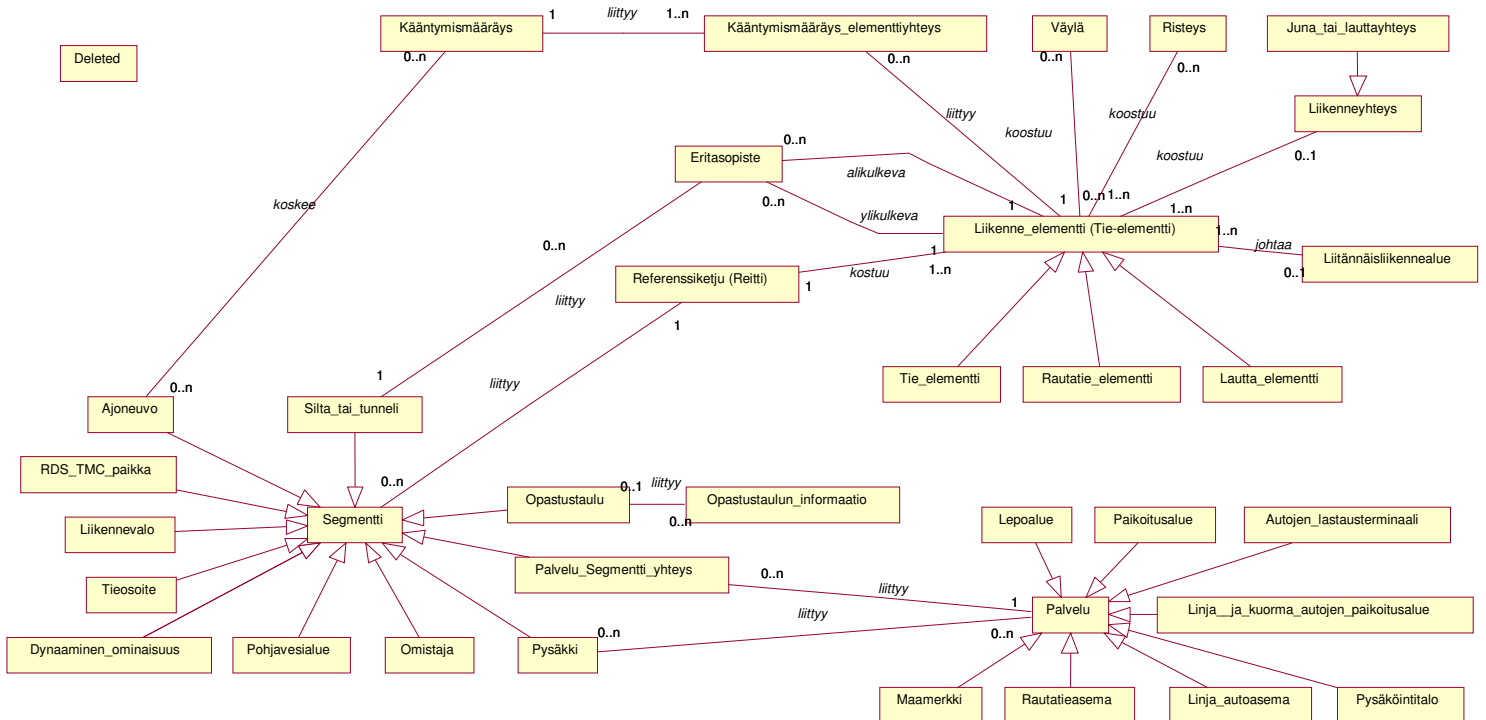 Kääntymismääräys
1
liittyy
1..n
Kääntymismääräys_elementtiyhteys
Väylä
Risteys
Juna_tai_lauttayhteys
Deleted
0..n
0..n
0..n
0..n
Liikenneyhteys
liittyy
koostuu
koostuu
koostuu
0..1
0..n
Eritasopiste
alikulkeva
koskee
0..n
ylikulkeva
1
1
0..n
1..n
1..n
Liikenne_elementti (Tie-elementti)
1..n
johtaa
0..1
Liitännäisliikennealue
0..n
1
1..n
kostuu
Referenssiketju (Reitti)
1
liittyy
1
liittyy
Tie_elementti
Rautatie_elementti
Lautta_elementti
0..n
1
Ajoneuvo
Silta_tai_tunneli
RDS_TMC_paikka
0..n
Opastustaulu
0..1
liittyy
0..n
Opastustaulun_informaatio
Segmentti
Liikennevalo
Lepoalue
Paikoitusalue
Autojen_lastausterminaali
Palvelu_Segmentti_yhteys
0..n
liittyy
1
Tieosoite
Palvelu
Linja__ja_kuorma_autojen_paikoitusalue
liittyy
0..n
0..n
Dynaaminen_ominaisuus
Pohjavesialue
Omistaja
Pysäkki
Maamerkki
Rautatieasema
Linja_autoasema
Pysäköintitalo